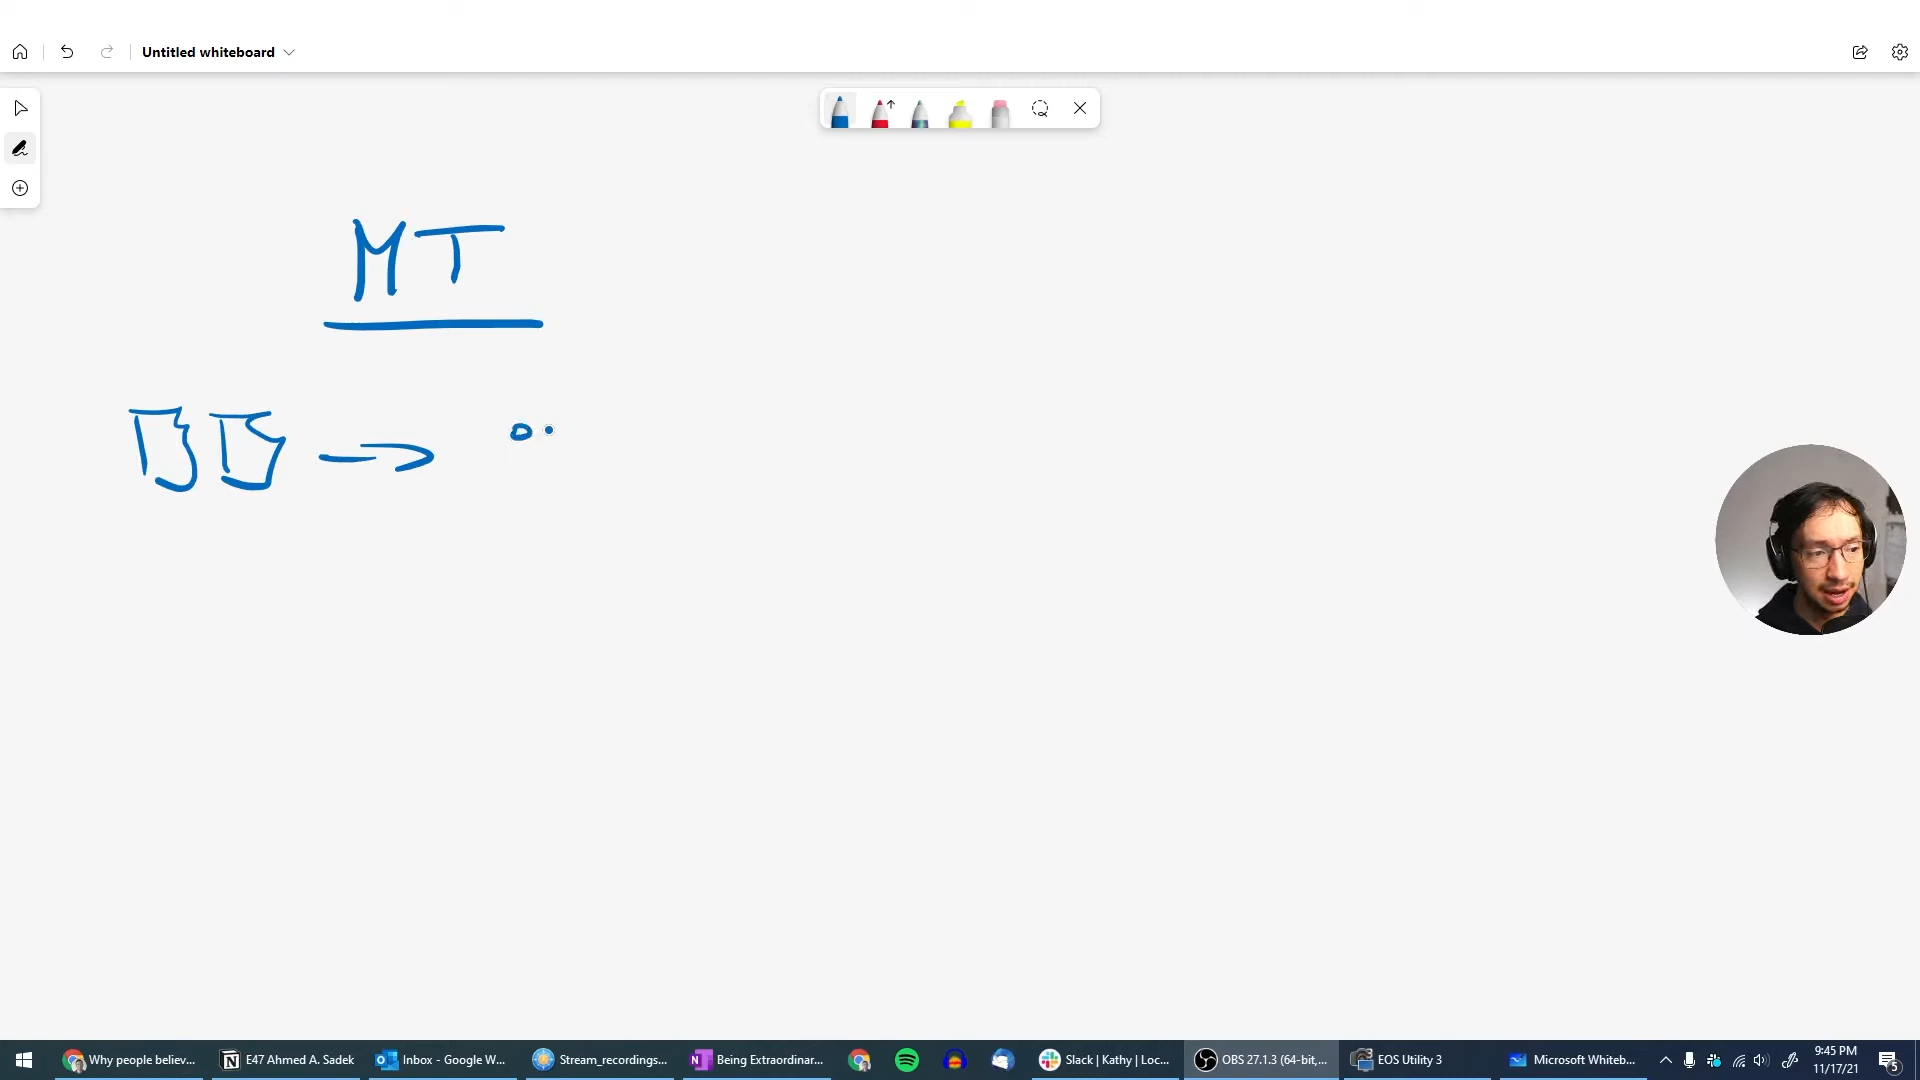 Untitled whiteboard
MT
Why people believ...
E47 Ahmed A. Sadek
Inbox - Google W...
Stream_recordings...
Being Extraordinar...
Slack | Kathy | Loc...
OBS 27.1.3 (64-bit,...
EOS Utility 3
Microsoft Whiteb...
9:45 PM
11/17/21
5